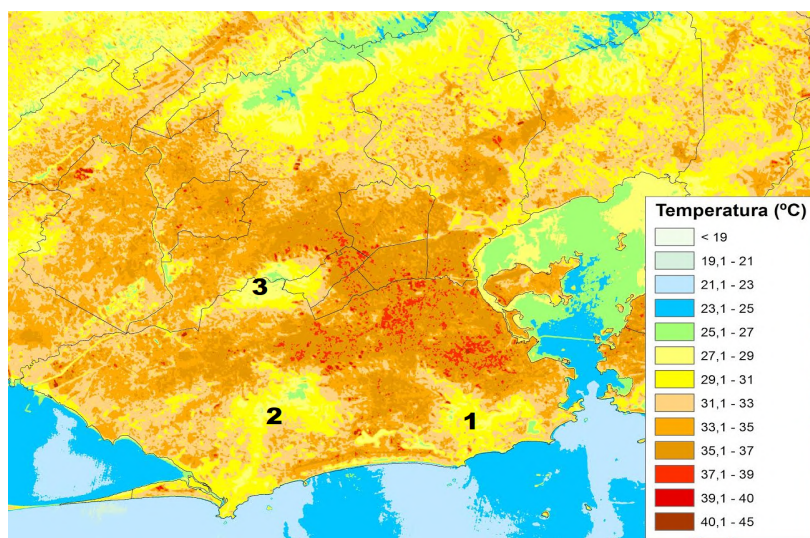 3
2
1
Temperatura (ºC)
< 19
19,1 - 21
21,1 - 23
23,1 - 25
25,1 - 27
27,1 - 29
29,1 - 31
31,1 - 33
33,1 - 35
35,1 - 37
37,1 - 39
39,1 - 40
40,1 - 45